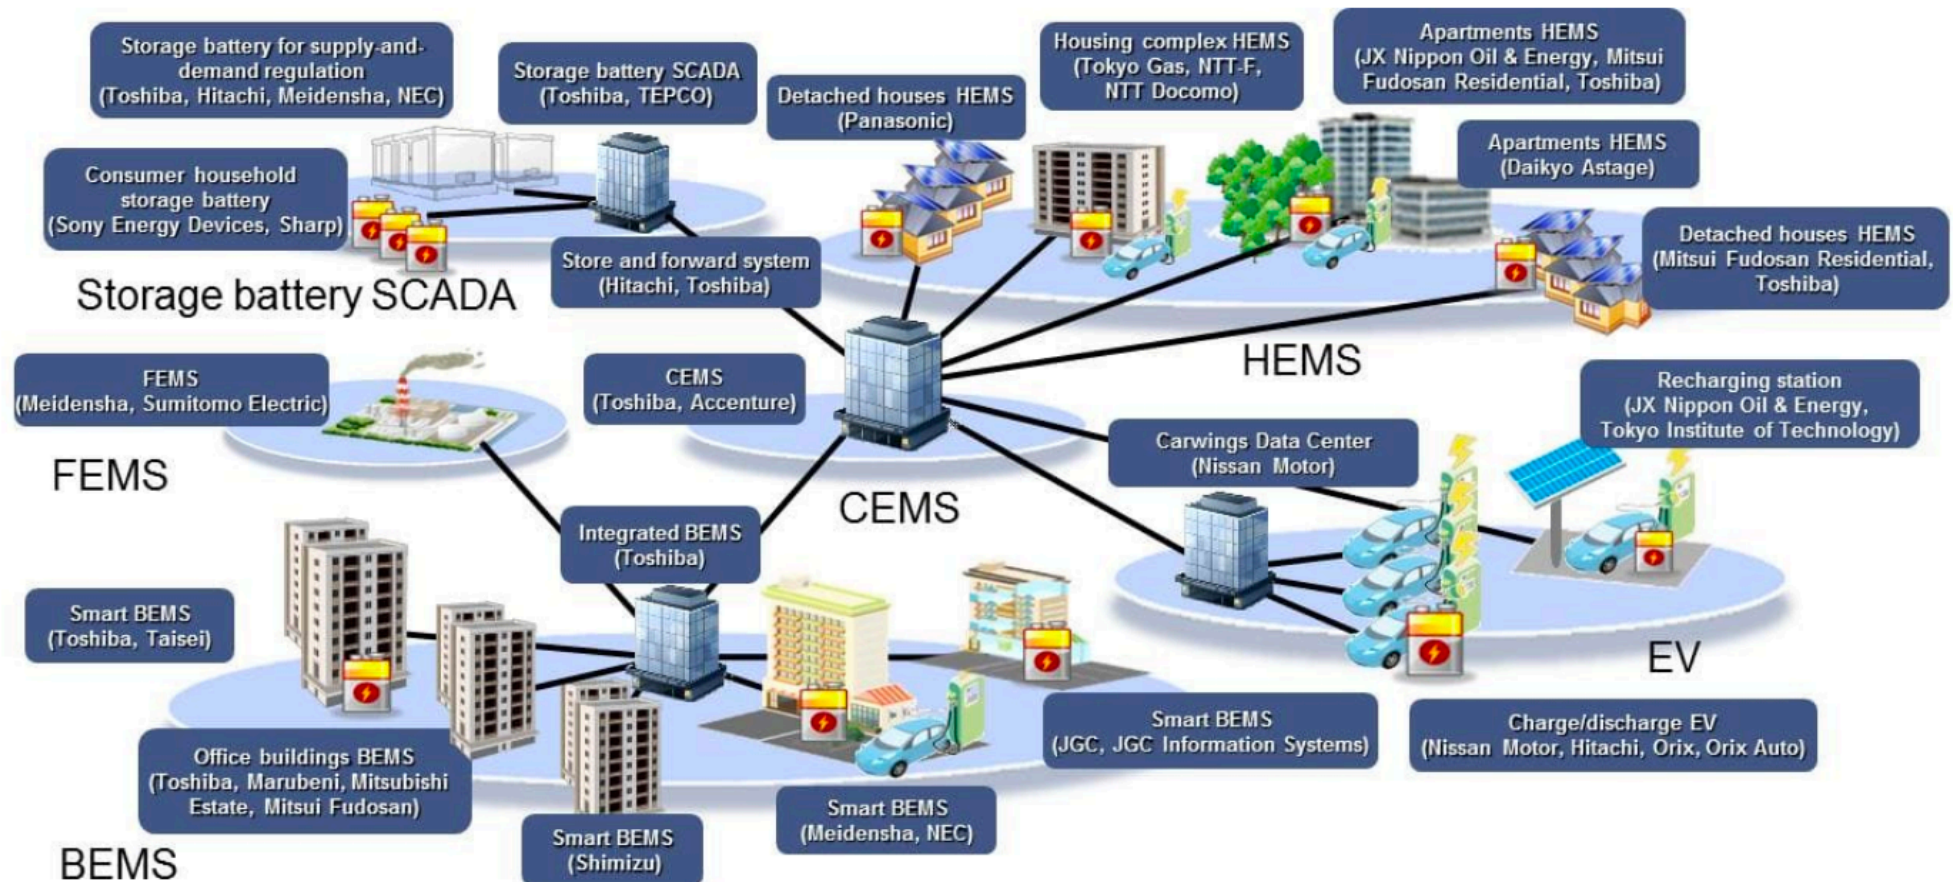 Storage battery for supply-and-
demand regulation
(Toshiba, Hitachi, Meidensha, NEC)
Storage battery SCADA
(Toshiba, TEPCO)
Detached houses HEMS
(Panasonic)
Housing complex HEMS
(Tokyo Gas, NTT-F,
NTT Docomo)
Apartments HEMS
(JX Nippon Oil & Energy, Mitsui
Fudosan Residential, Toshiba)
Apartments HEMS
(Daikyo Astage)
Consumer household
storage battery
(Sony Energy Devices, Sharp)
Store and forward system
(Hitachi, Toshiba)
Detached houses HEMS
(Mitsui Fudosan Residential,
Toshiba)
Storage battery SCADA
HEMS
FEMS
(Meidensha, Sumitomo Electric)
CEMS
(Toshiba, Accenture)
Recharging station
(JX Nippon Oil & Energy,
Tokyo Institute of Technology)
Carwings Data Center
(Nissan Motor)
FEMS
CEMS
Integrated BEMS
(Toshiba)
Smart BEMS
(Toshiba, Taisei)
EV
Smart BEMS
(JGC, JGC Information Systems)
Charge/discharge EV
(Nissan Motor, Hitachi, Orix, Orix Auto)
Office buildings BEMS
(Toshiba, Marubeni, Mitsubishi
Estate, Mitsui Fudosan)
Smart BEMS
(Meidensha, NEC)
Smart BEMS
(Shimizu)
BEMS